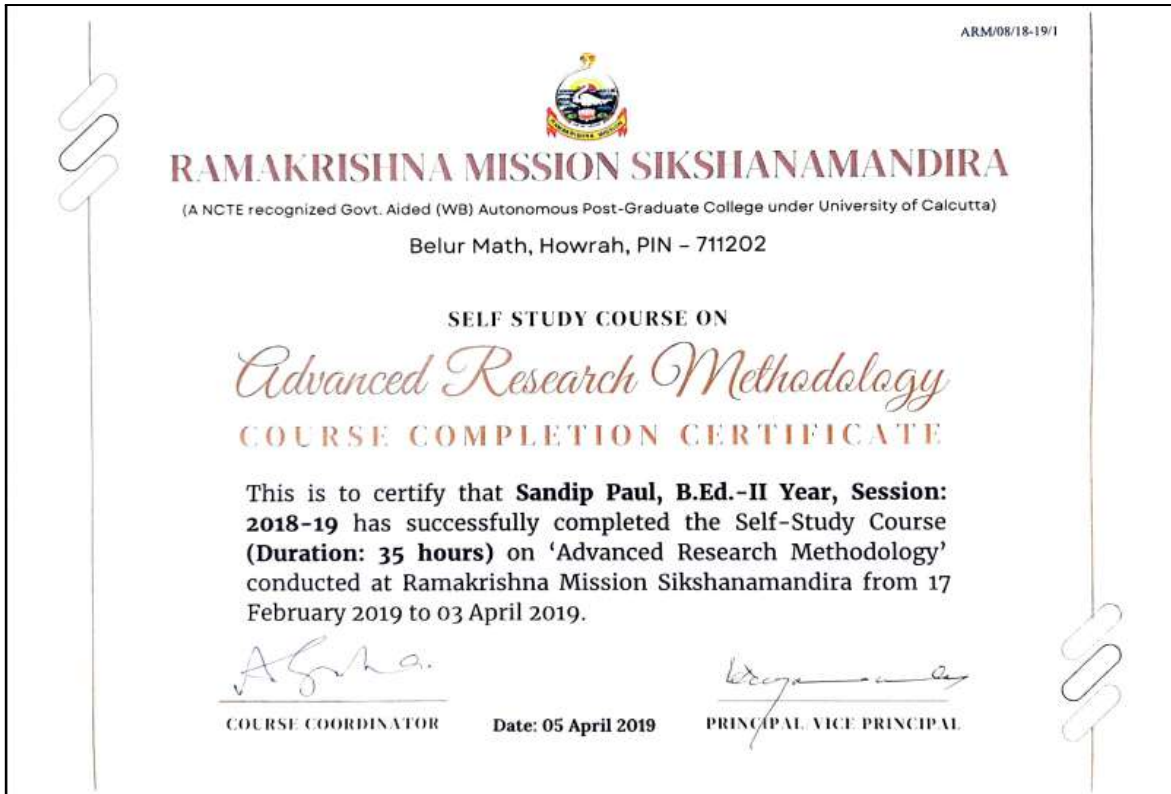 ARM/08/18-19/1
RAMAKRISHNA MISSION
RAMAKRISHNA MISSION SIKSHANAMANDIRA
(A NCTE recognized Govt. Aided (WB) Autonomous Post-Graduate College under University of Calcutta)
Belur Math, Howrah, PIN – 711202
SELF STUDY COURSE ON
Advanced Research Methodology
COURSE COMPLETION CERTIFICATE
This is to certify that Sandip Paul, B.Ed.-II Year, Session:
2018-19 has successfully completed the Self-Study Course
(Duration: 35 hours) on ‘Advanced Research Methodology’
conducted at Ramakrishna Mission Sikshanamandira from 17
February 2019 to 03 April 2019.
COURSE COORDINATOR
Date: 05 April 2019
PRINCIPAL/VICE PRINCIPAL